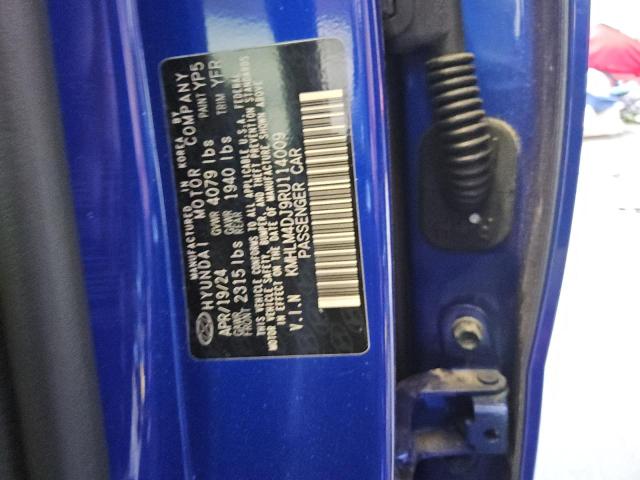 MANUFACTURED IN KOREA BY
HYUNDAI MOTOR COMPANY
APR/19/24 GVWR 4079 lbs PAINT YP5
GAWR FRONT 2315 lbs GAWR REAR 1940 lbs TRIM YFR
THIS VEHICLE CONFORMS TO ALL APPLICABLE U.S.A. FEDERAL
MOTOR VEHICLE SAFETY, BUMPER, AND THEFT PREVENTION STANDARDS
IN EFFECT ON THE DATE OF MANUFACTURE SHOWN ABOVE
V.I.N KMHLM4DJ9RU114009
PASSENGER CAR